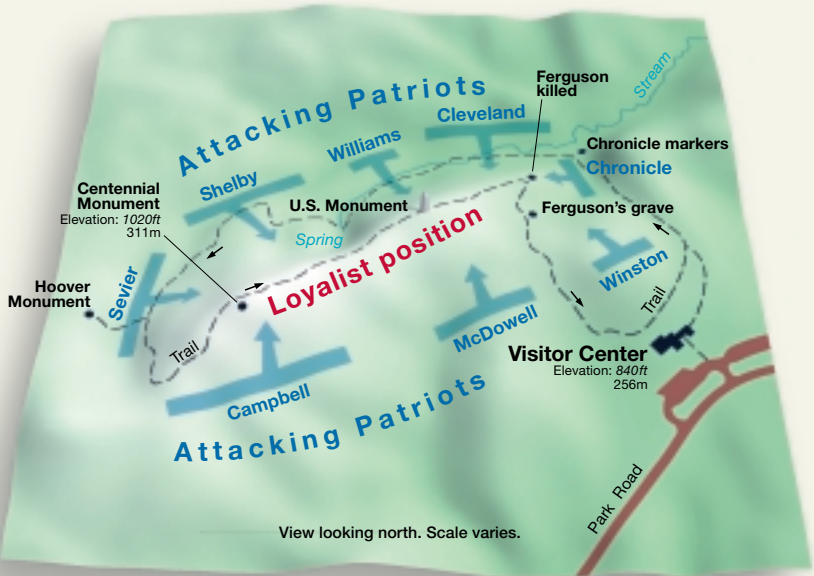 Stream
Ferguson
killed
Attacking Patriots
Cleveland
Williams
Chronicle markers
Chronicle
Shelby
Centennial
Monument
Elevation: 1020ft
311m
U.S. Monument
Ferguson's grave
Spring
Loyalist position
Winston
Sevier
Hoover
Monument
Trail
McDowell
Trail
Visitor Center
Elevation: 840ft
256m
Campbell
Attacking Patriots
Park Road
View looking north. Scale varies.